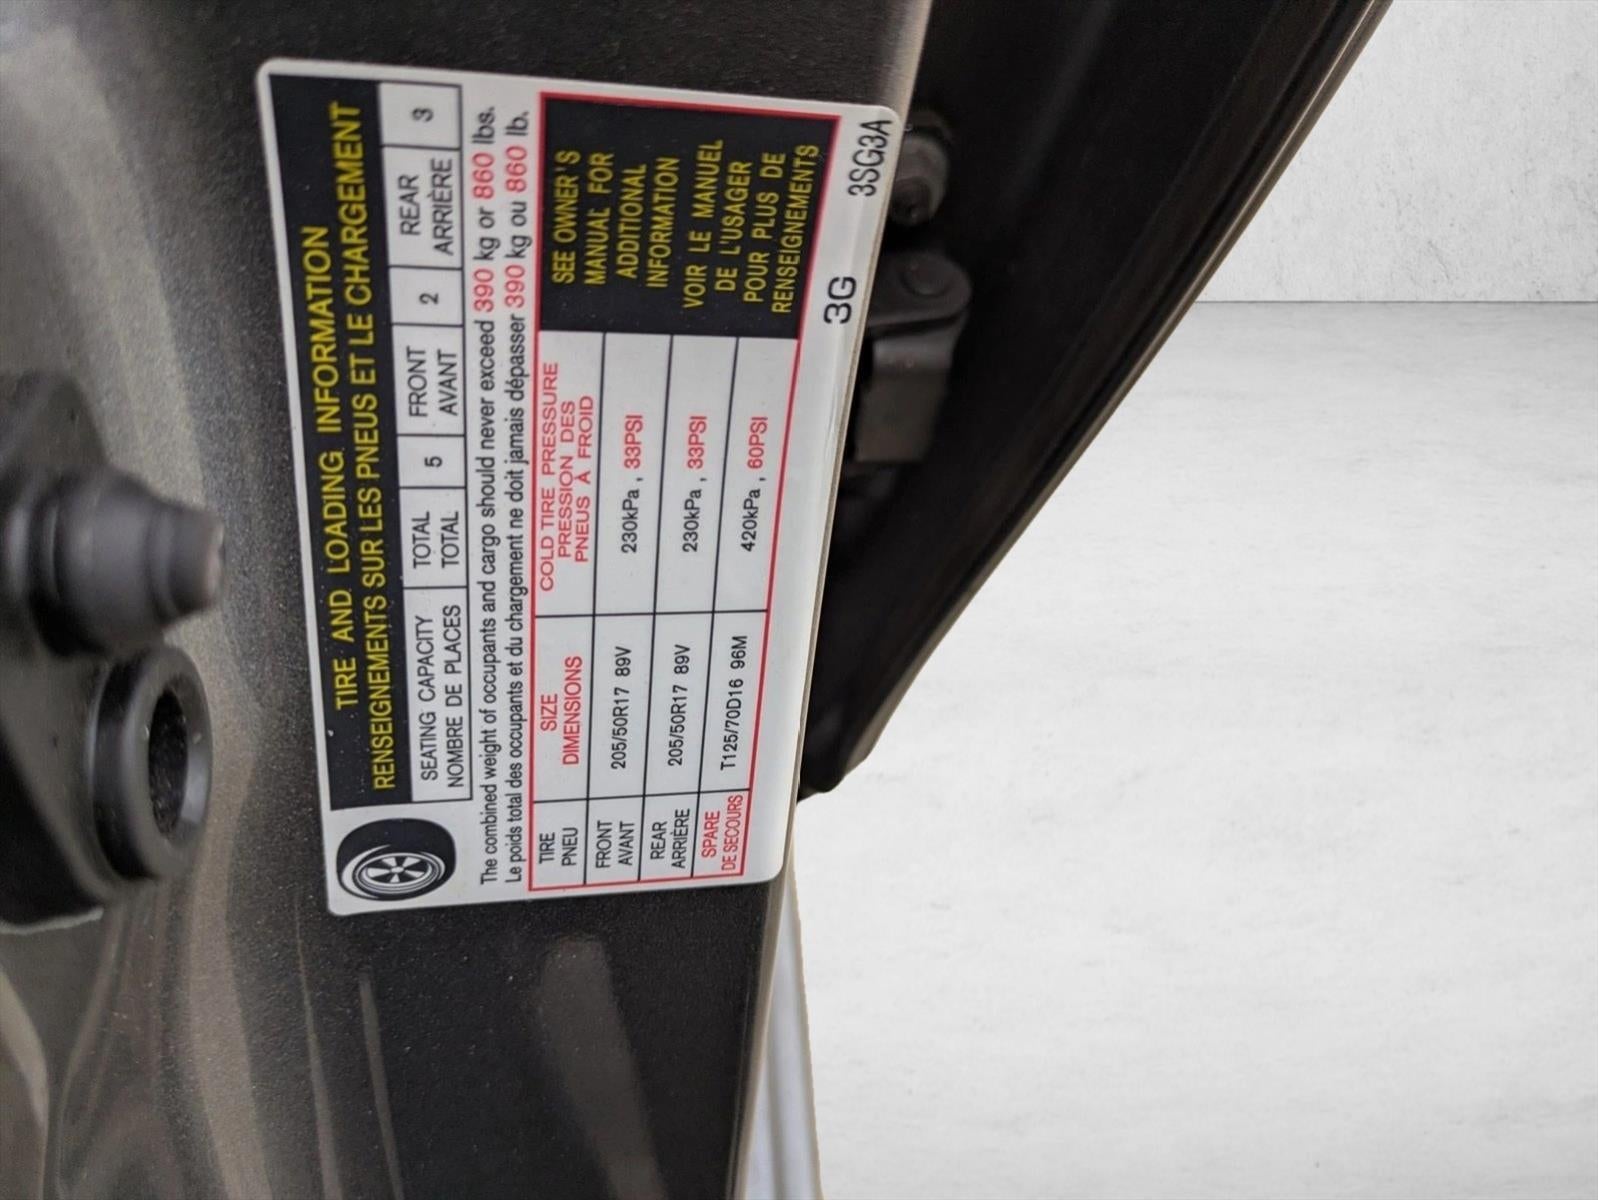 TIRE AND LOADING INFORMATION
RENSEIGNEMENTS SUR LES PNEUS ET LE CHARGEMENT
SEATING CAPACITY TOTAL 5 FRONT 2 REAR 3
NOMBRE DE PLACES TOTAL AVANT ARRIÈRE
The combined weight of occupants and cargo should never exceed 390 kg or 860 lbs.
Le poids total des occupants et du chargement ne doit jamais dépasser 390 kg ou 860 lb.
TIRE
PNEU
SIZE
DIMENSIONS
COLD TIRE PRESSURE
PRESSION DES
PNEUS À FROID
FRONT
AVANT
205/50R17 89V
230kPa , 33PSI
REAR
ARRIÈRE
205/50R17 89V
230kPa , 33PSI
SPARE
DE SECOURS
T125/70D16 96M
420kPa , 60PSI
SEE OWNER'S
MANUAL FOR
ADDITIONAL
INFORMATION
VOIR LE MANUEL
DE L'USAGER
POUR PLUS DE
RENSEIGNEMENTS
3G 3SG3A